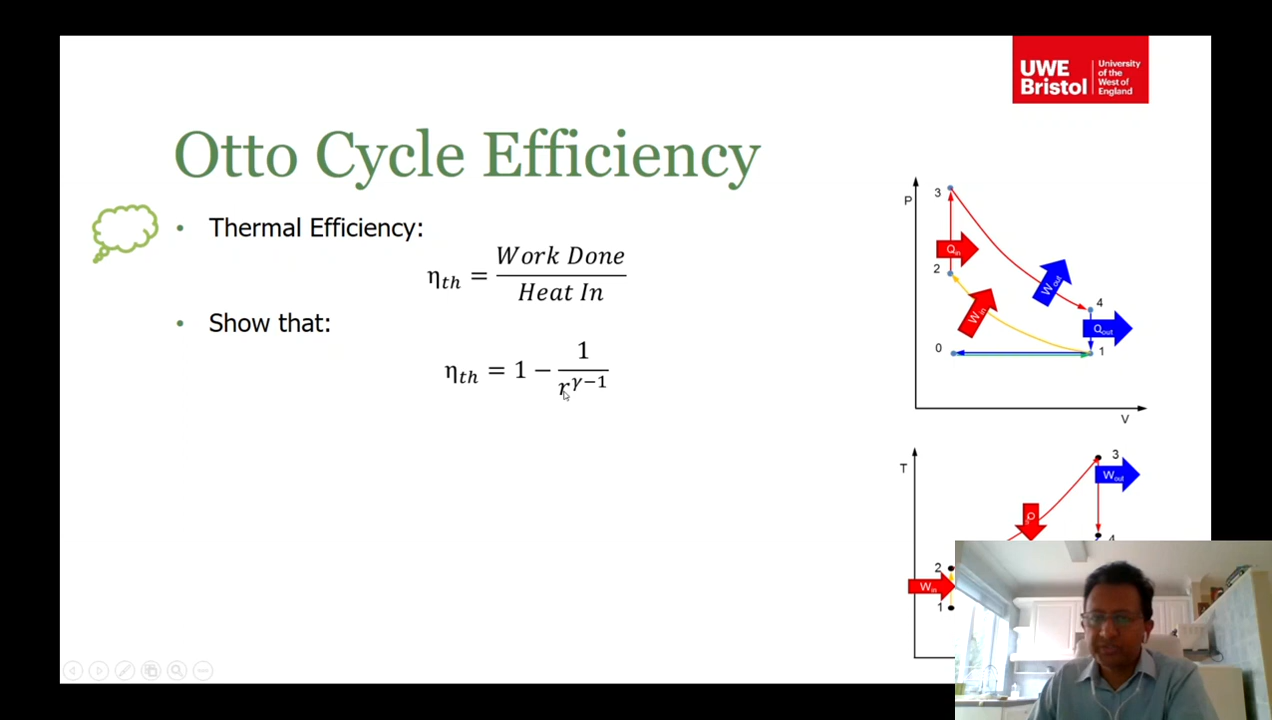 UWE Bristol
University of the West of England
Otto Cycle Efficiency
• Thermal Efficiency:
η_th = Work Done / Heat In
• Show that:
η_th = 1 − 1 / r^(γ−1)
P
3
Q_in
2
W_in
W_out
4
Q_out
0
1
V
T
3
W_out
Q_in
4
2
W_in
1